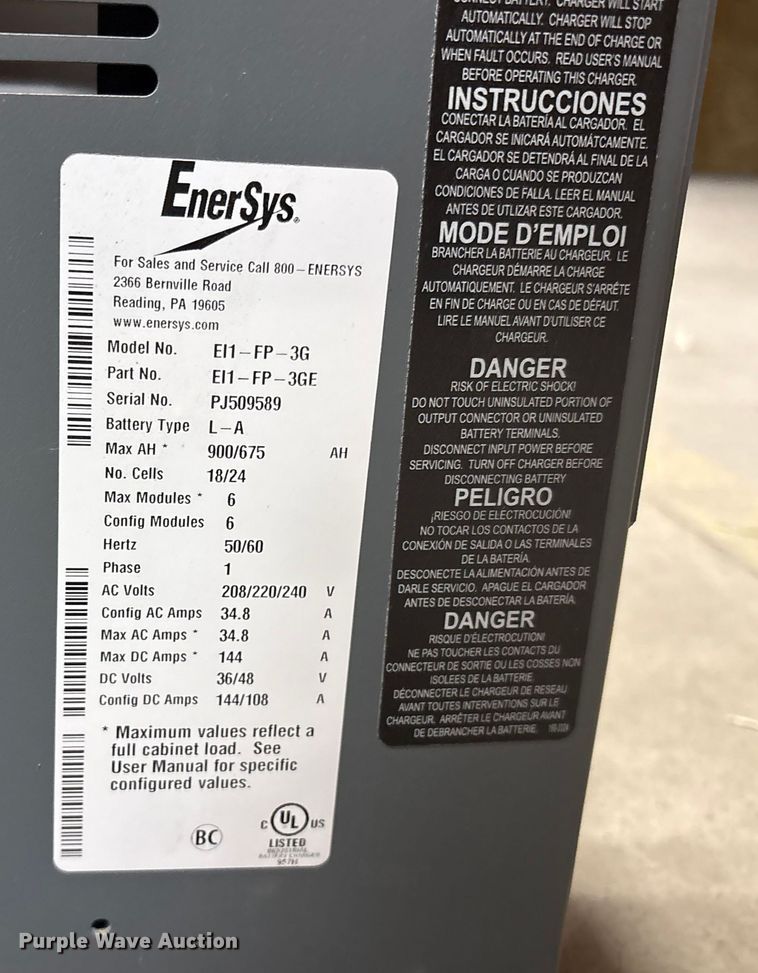 EnerSys®
For Sales and Service Call 800-ENERSYS
2366 Bernville Road
Reading, PA 19605
www.enersys.com
Model No. EI1-FP-3G
Part No. EI1-FP-3GE
Serial No. PJ509589
Battery Type L-A
Max AH * 900/675 AH
No. Cells 18/24
Max Modules * 6
Config Modules 6
Hertz 50/60
Phase 1
AC Volts 208/220/240 V
Config AC Amps 34.8 A
Max AC Amps * 34.8 A
Max DC Amps * 144 A
DC Volts 36/48 V
Config DC Amps 144/108 A
* Maximum values reflect a
full cabinet load. See
User Manual for specific
configured values.
BC
C UL US
LISTED
INDUSTRIAL
BATTERY CHARGER
957H
CONNECT BATTERY. CHARGER WILL START
AUTOMATICALLY. CHARGER WILL STOP
AUTOMATICALLY AT THE END OF CHARGE OR
WHEN FAULT OCCURS. READ USER'S MANUAL
BEFORE OPERATING THIS CHARGER.
INSTRUCCIONES
CONECTAR LA BATERÍA AL CARGADOR. EL
CARGADOR SE INICARÁ AUTOMÁTCAMENTE.
EL CARGADOR SE DETENDRÁ AL FINAL DE LA
CARGA O CUANDO SE PRODUZCAN
CONDICIONES DE FALLA. LEER EL MANUAL
ANTES DE UTLIZAR ESTE CARGADOR.
MODE D'EMPLOI
BRANCHER LA BATTERIE AU CHARGEUR. LE
CHARGEUR DÉMARRE LA CHARGE
AUTOMATIQUEMENT. LE CHARGEUR S'ARRÊTE
EN FIN DE CHARGE OU EN CAS DE DÉFAUT.
LIRE LE MANUEL AVANT D'UTILISER CE
CHARGEUR.
DANGER
RISK OF ELECTRIC SHOCK!
DO NOT TOUCH UNINSULATED PORTION OF
OUTPUT CONNECTOR OR UNINSULATED
BATTERY TERMINALS.
DISCONNECT INPUT POWER BEFORE
SERVICING. TURN OFF CHARGER BEFORE
DISCONNECTING BATTERY
PELIGRO
¡RIESGO DE ELECTROCUCIÓN!
NO TOCAR LOS CONTACTOS DE LA
CONEXIÓN DE SALIDA O LAS TERMINALES
DE LA BATERÍA.
DESCONECTE LA ALIMENTACIÓN ANTES DE
DARLE SERVICIO. APAGUE EL CARGADOR
ANTES DE DESCONECTAR LA BATERÍA.
DANGER
RISQUE D'ÉLECTROCUTION!
NE PAS TOUCHER LES CONTACTS DU
CONNECTEUR DE SORTIE OU LES COSSES NON
ISOLEES DE LA BATTERIE.
DÉCONNECTER LE CHARGEUR DE RESEAU
AVANT TOUTES INTERVENTIONS SUR LE
CHARGEUR. ARRÊTER LE CHARGEUR AVANT
DE DEBRANCHER LA BATTERIE.
Purple Wave Auction